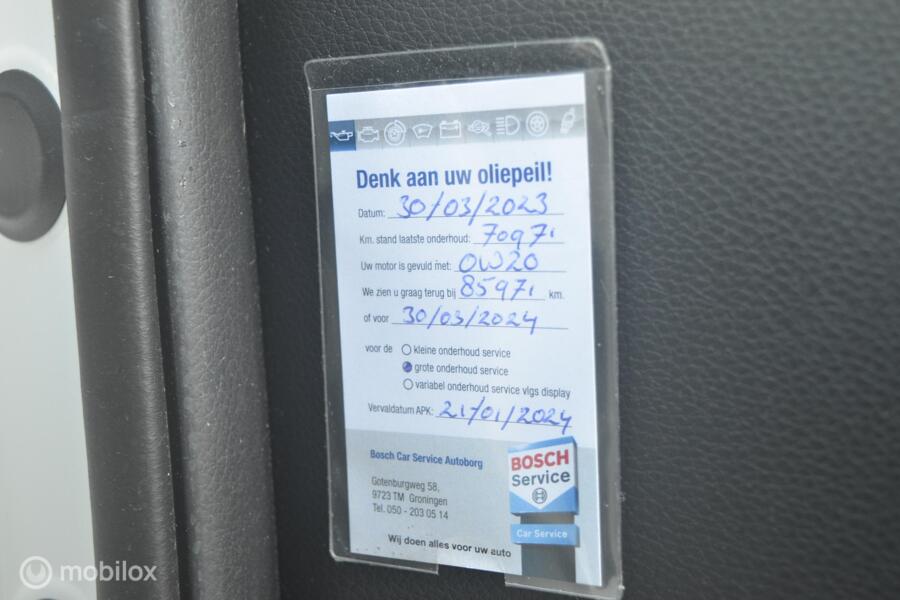 Denk aan uw oliepeil!
Datum: 30/03/2023
Km. stand laatste onderhoud: 70971
Uw motor is gevuld met: 0W20
We zien u graag terug bij 85971 km.
of voor 30/03/2024
voor de kleine onderhoud service
grote onderhoud service
variabel onderhoud service vlgs display
Vervaldatum APK: 21/01/2024
Bosch Car Service Autoborg
Gotenburgweg 58,
9723 TM Groningen
Tel. 050 - 203 05 14
Wij doen alles voor uw auto
BOSCH
Service
Car Service
mobilox